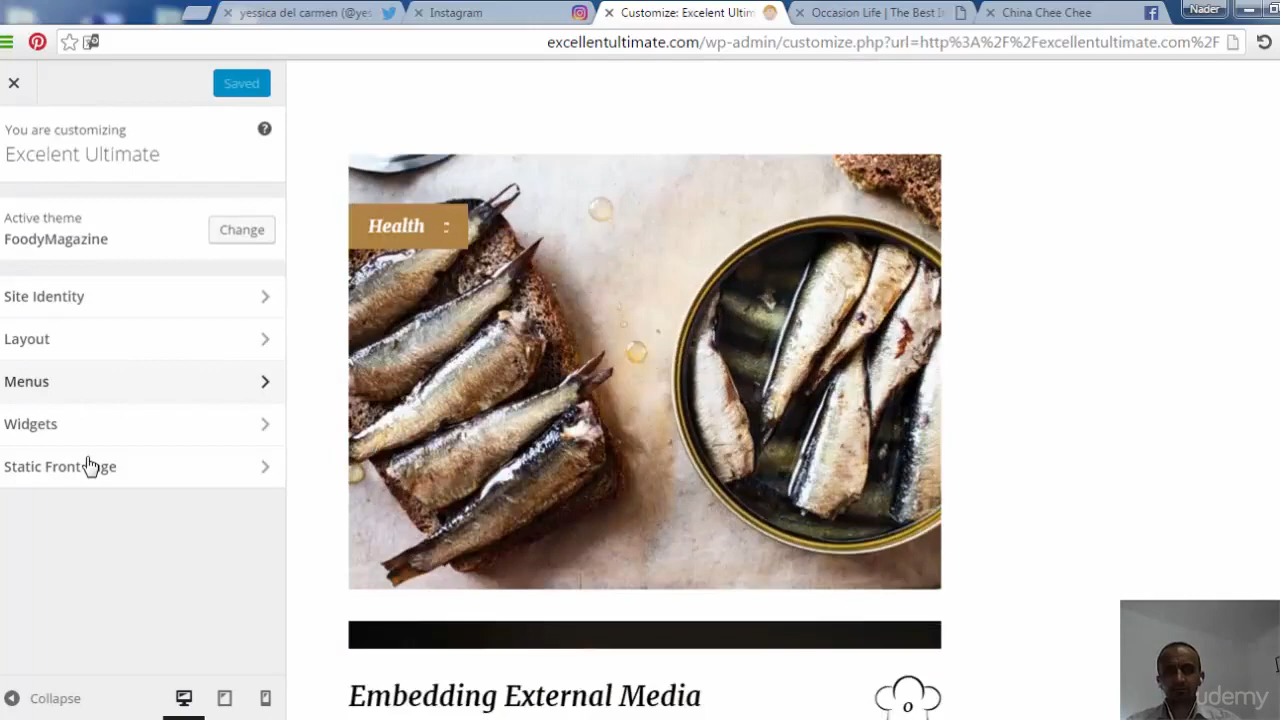 yessica del carmen (@yes
Instagram
Customize: Excelent Ultim
Occasion Life | The Best I
China Chee Chee
Nader
excellentultimate.com/wp-admin/customize.php?url=http%3A%2F%2Fexcellentultimate.com%2F
Saved
You are customizing
Excelent Ultimate
Active theme
FoodyMagazine
Change
Site Identity
Layout
Menus
Widgets
Static Front
Collapse
Health
Embedding External Media
0
udemy